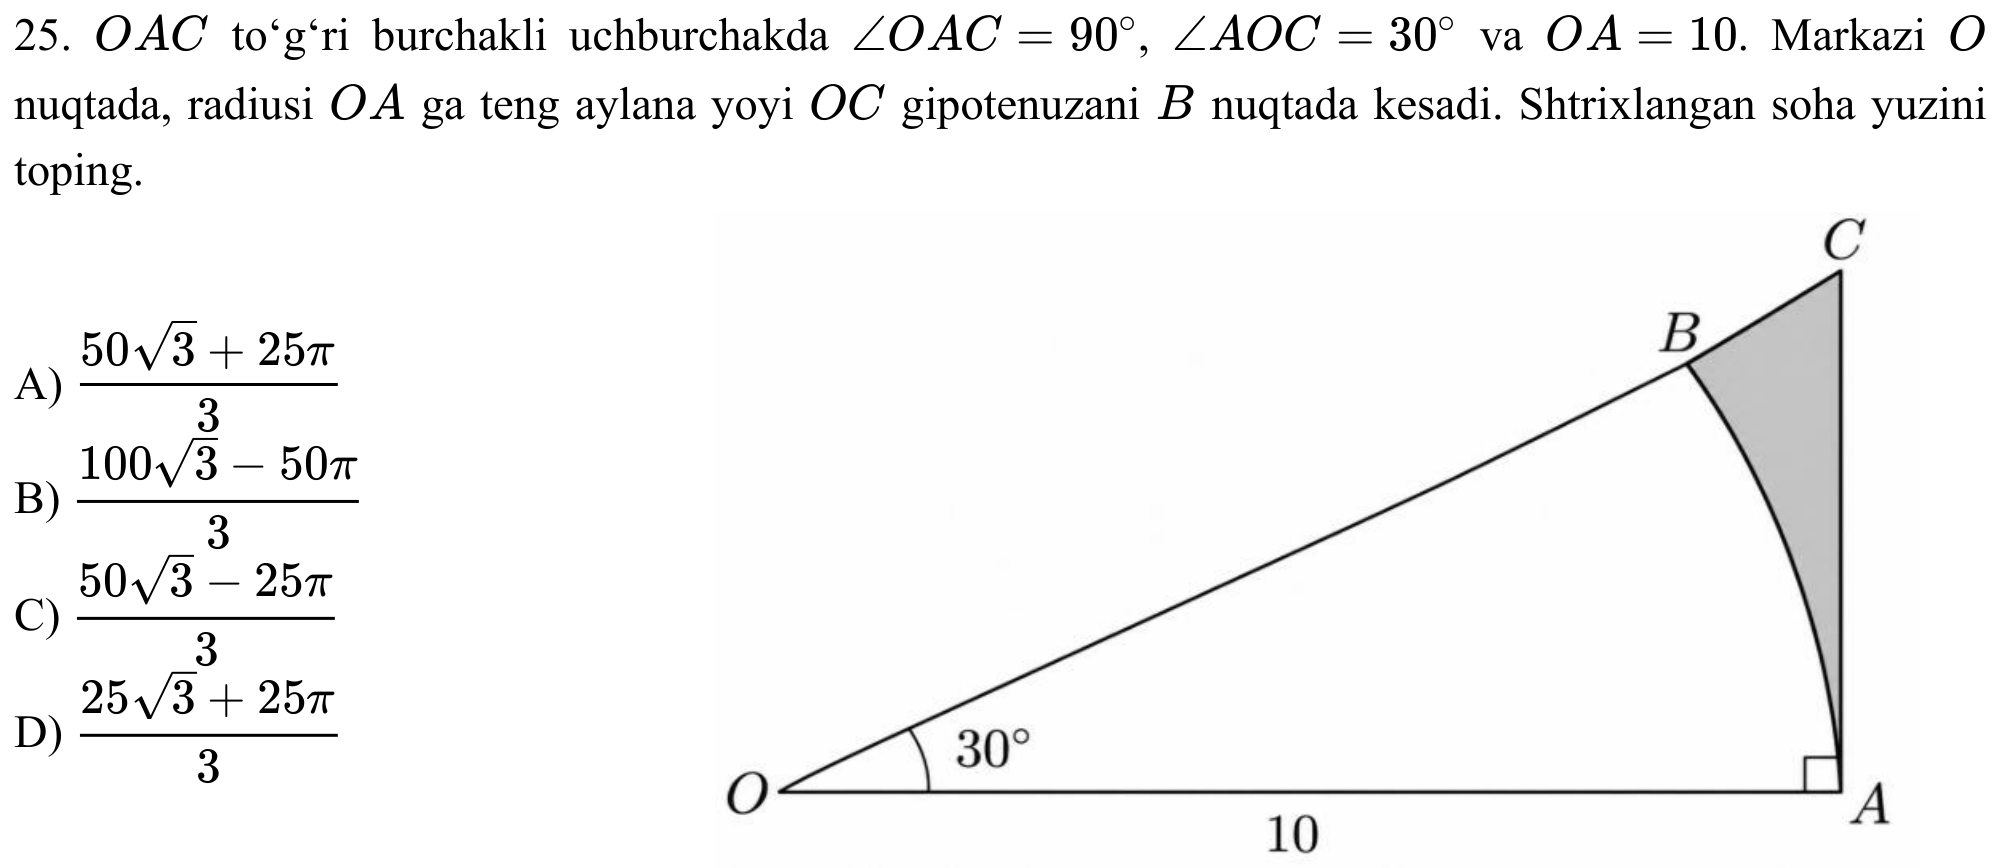 25. OAC to‘g‘ri burchakli uchburchakda ∠OAC = 90°, ∠AOC = 30° va OA = 10. Markazi O
nuqtada, radiusi OA ga teng aylana yoyi OC gipotenuzani B nuqtada kesadi. Shtrixlangan soha yuzini
toping.
A) (50√3 + 25π)/3
B) (100√3 − 50π)/3
C) (50√3 − 25π)/3
D) (25√3 + 25π)/3
C
B
30°
O
A
10